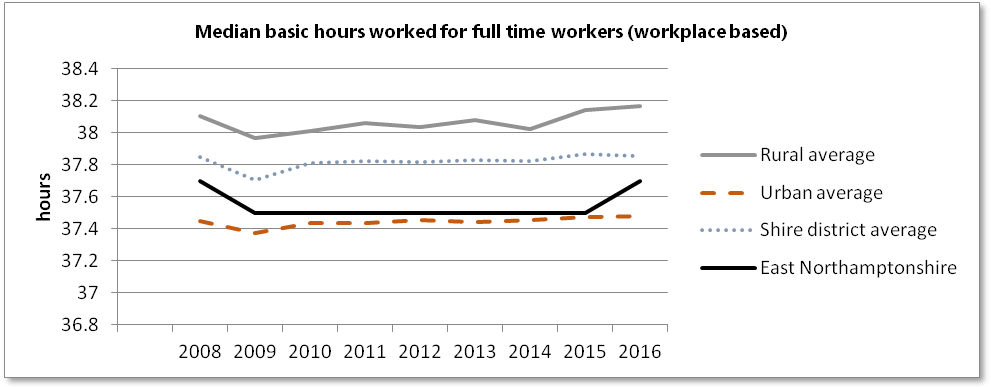 Median basic hours worked for full time workers (workplace based)
hours
38.4
38.2
38
37.8
37.6
37.4
37.2
37
36.8
2008 2009 2010 2011 2012 2013 2014 2015 2016
Rural average
Urban average
Shire district average
East Northamptonshire